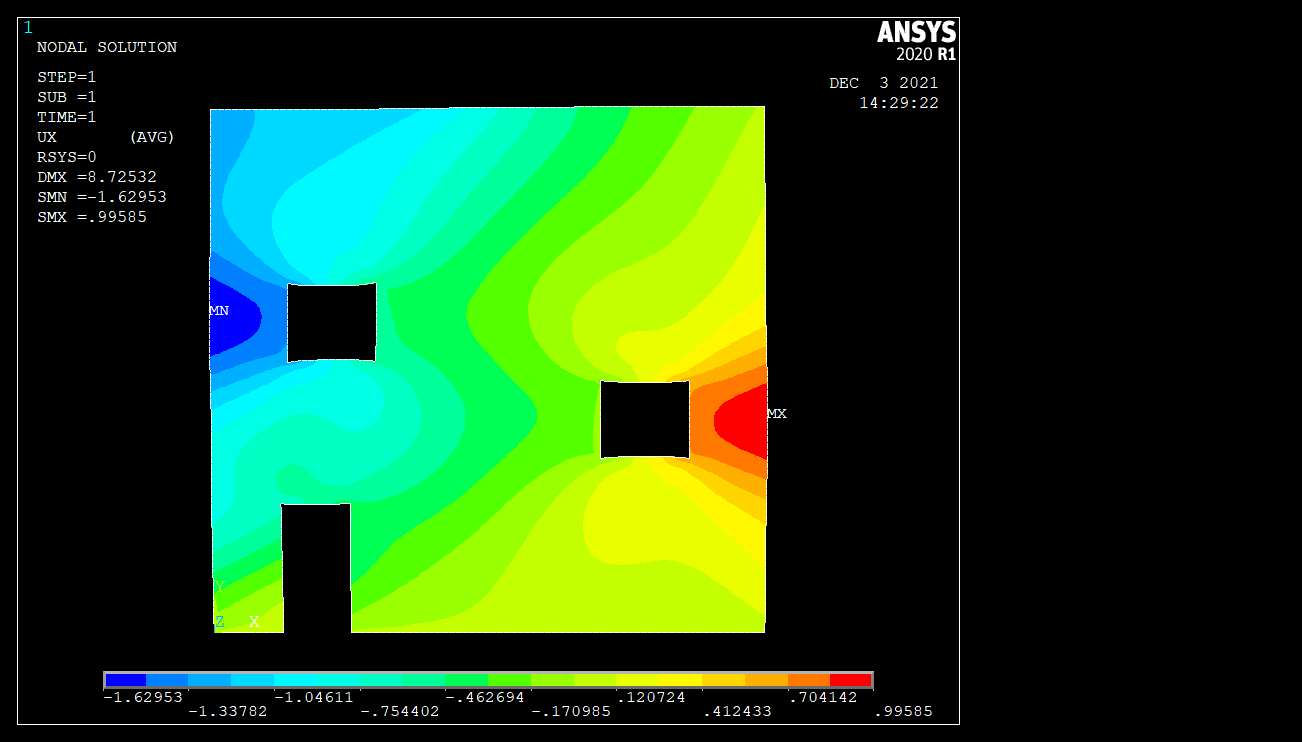 1
NODAL SOLUTION
STEP=1
SUB =1
TIME=1
UX (AVG)
RSYS=0
DMX =8.72532
SMN =-1.62953
SMX =.99585
ANSYS
2020 R1
DEC 3 2021
14:29:22
MN
MX
Y
Z X
-1.62953 -1.04611 -.462694 .120724 .704142
-1.33782 -.754402 -.170985 .412433 .99585